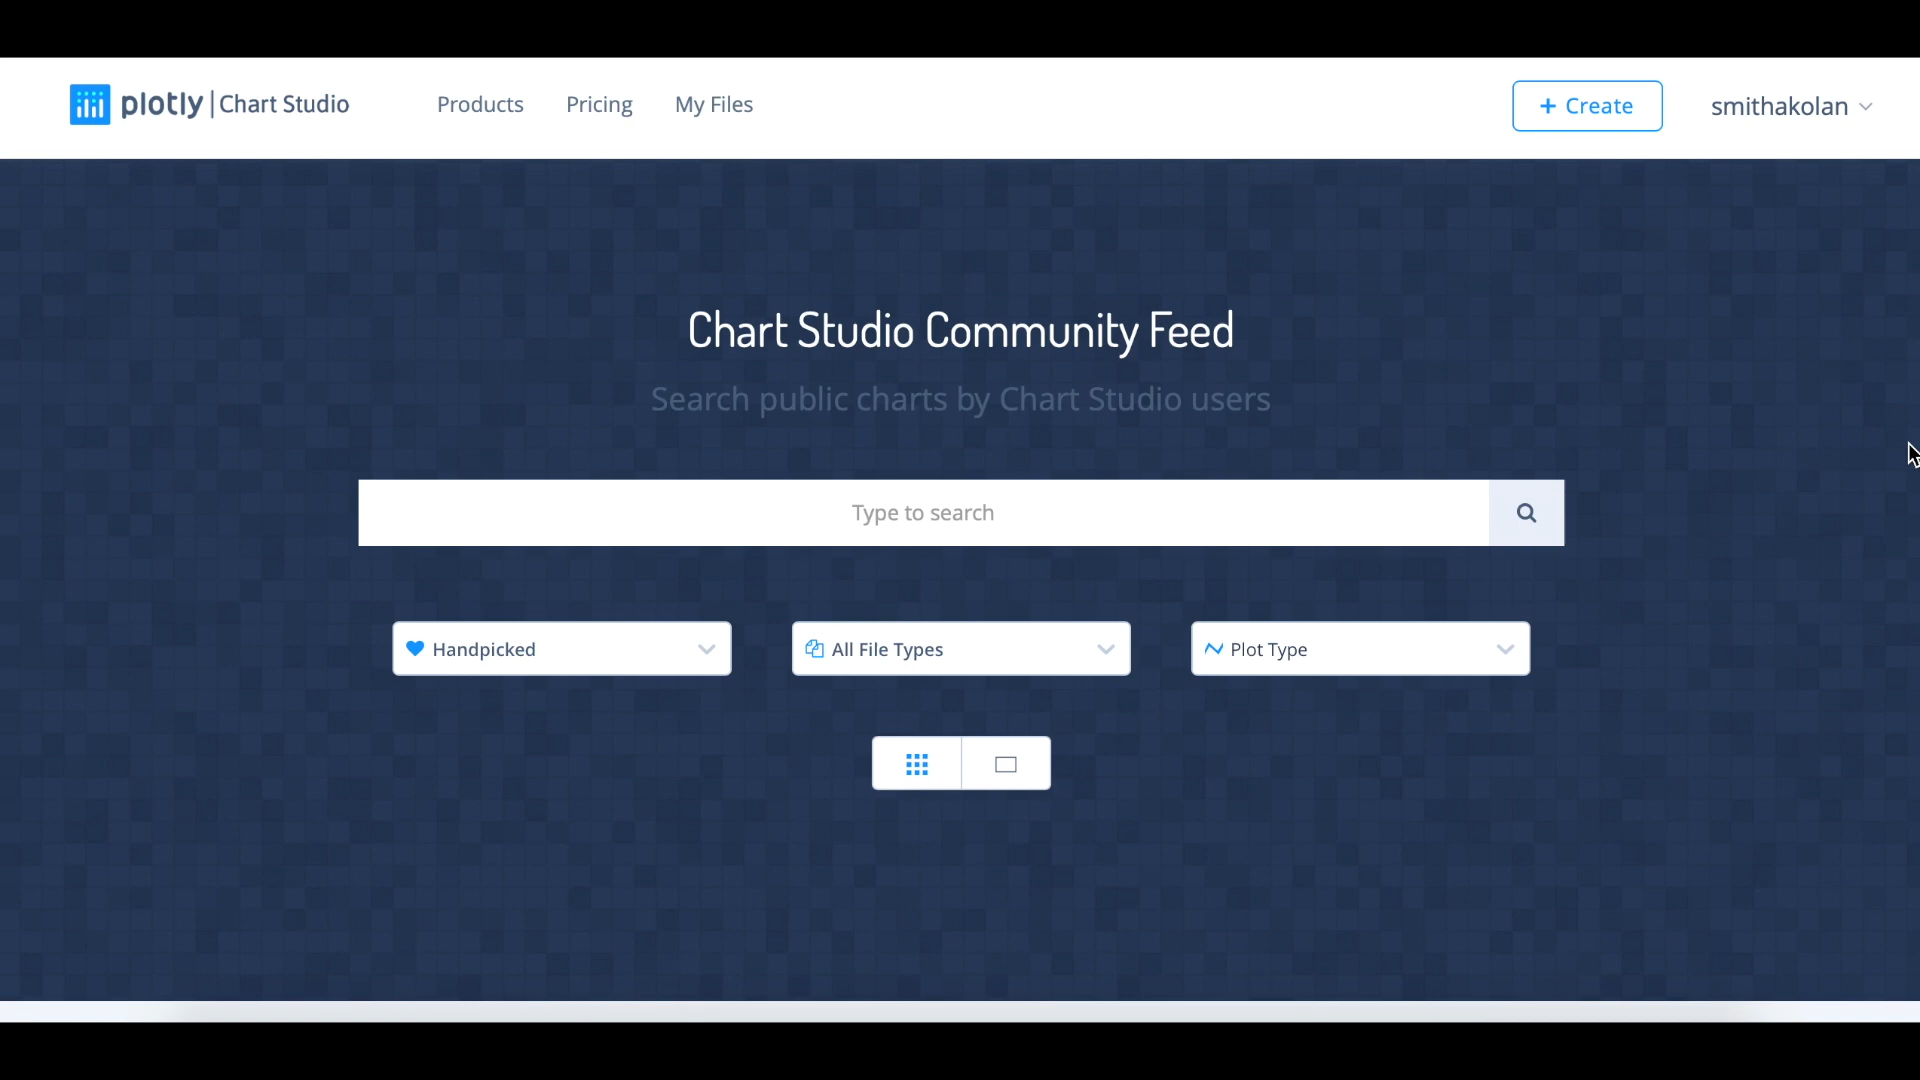 plotly | Chart Studio Products Pricing My Files + Create smithakolan
Chart Studio Community Feed
Search public charts by Chart Studio users
Type to search
Handpicked All File Types Plot Type